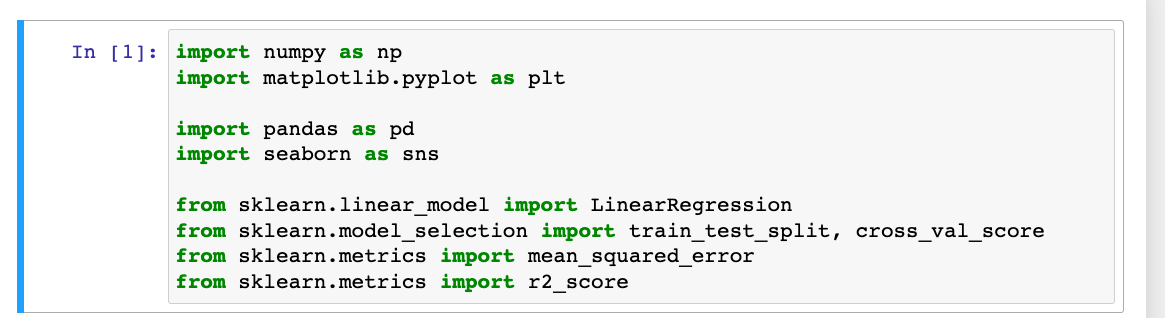 In [1]: import numpy as np
import matplotlib.pyplot as plt
import pandas as pd
import seaborn as sns
from sklearn.linear_model import LinearRegression
from sklearn.model_selection import train_test_split, cross_val_score
from sklearn.metrics import mean_squared_error
from sklearn.metrics import r2_score